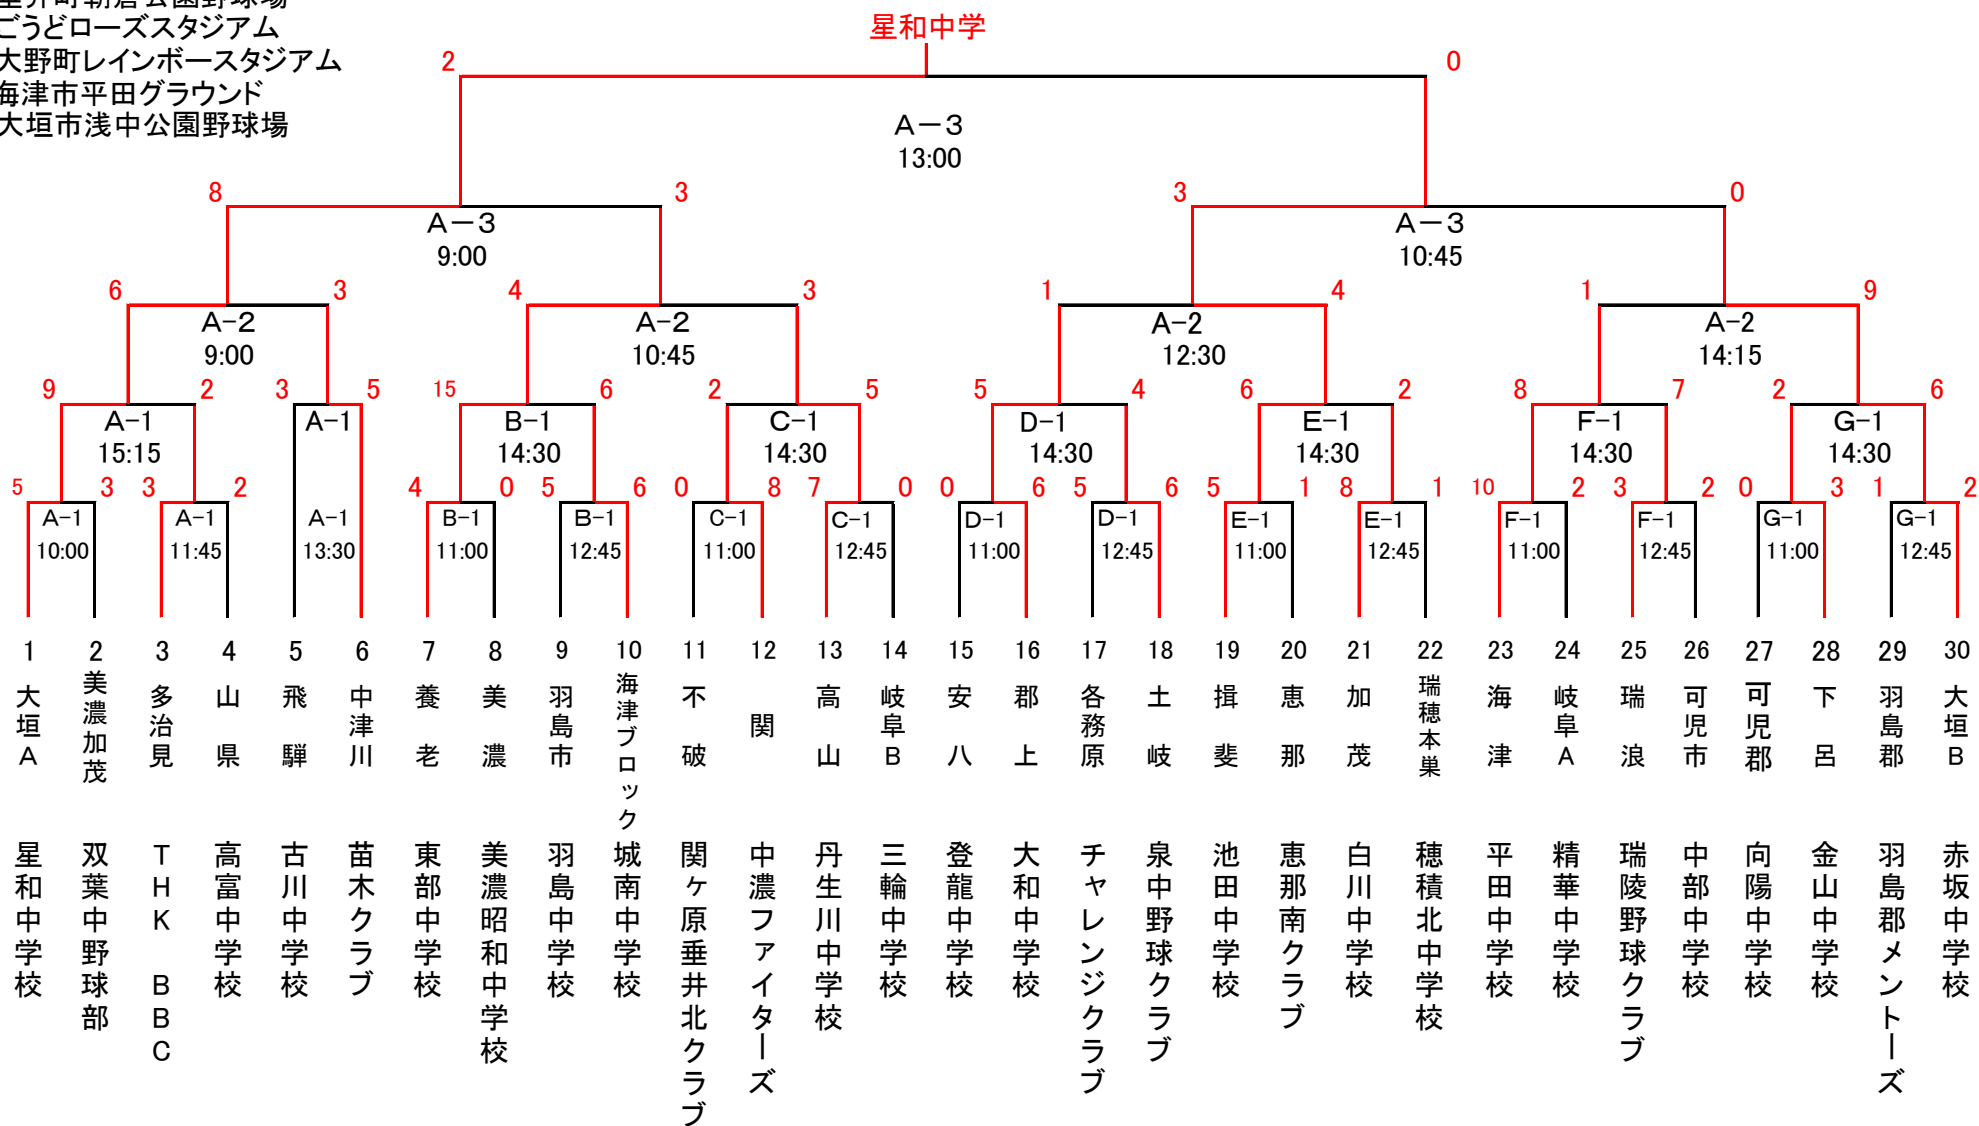 ごうどローズスタジアム
大野町レインボースタジアム
海津市平田グラウンド
大垣市浅中公園野球場
星和中学
2 0
A－3
13:00
8 3 3 0
A－3 A－3
9:00 10:45
6 3 4 3 1 4 1 9
A-2 A-2 A-2 A-2
9:00 10:45 12:30 14:15
9 2 3 5 15 6 2 5 5 4 6 2 8 7 2 6
A-1 A-1 B-1 C-1 D-1 E-1 F-1 G-1
15:15 14:30 14:30 14:30 14:30 14:30 14:30
5 3 3 2 4 0 5 6 0 8 7 0 0 6 5 6 5 1 8 1 10 2 3 2 0 3 1 2
A-1 A-1 A-1 B-1 B-1 C-1 C-1 D-1 D-1 E-1 E-1 F-1 F-1 G-1 G-1
10:00 11:45 13:30 11:00 12:45 11:00 12:45 11:00 12:45 11:00 12:45 11:00 12:45 11:00 12:45
1 2 3 4 5 6 7 8 9 10 11 12 13 14 15 16 17 18 19 20 21 22 23 24 25 26 27 28 29 30
大垣A
美濃加茂
多治見
山県
飛騨
中津川
養老
美濃
羽島市
海津ブロック
不破
関
高山
岐阜B
安八
郡上
各務原
土岐
揖斐
恵那
加茂
瑞穂本巣
海津
岐阜A
瑞浪
可児市
可児郡
下呂
羽島郡
大垣B
星和中学校
双葉中野球部
THK BBC
高富中学校
古川中学校
苗木クラブ
東部中学校
美濃昭和中学校
羽島中学校
城南中学校
関ヶ原垂井北クラブ
中濃ファイターズ
丹生川中学校
三輪中学校
登龍中学校
大和中学校
チャレンジクラブ
泉中野球クラブ
池田中学校
恵那南クラブ
白川中学校
穂積北中学校
平田中学校
精華中学校
瑞陵野球クラブ
中部中学校
向陽中学校
金山中学校
羽島郡メントーズ
赤坂中学校